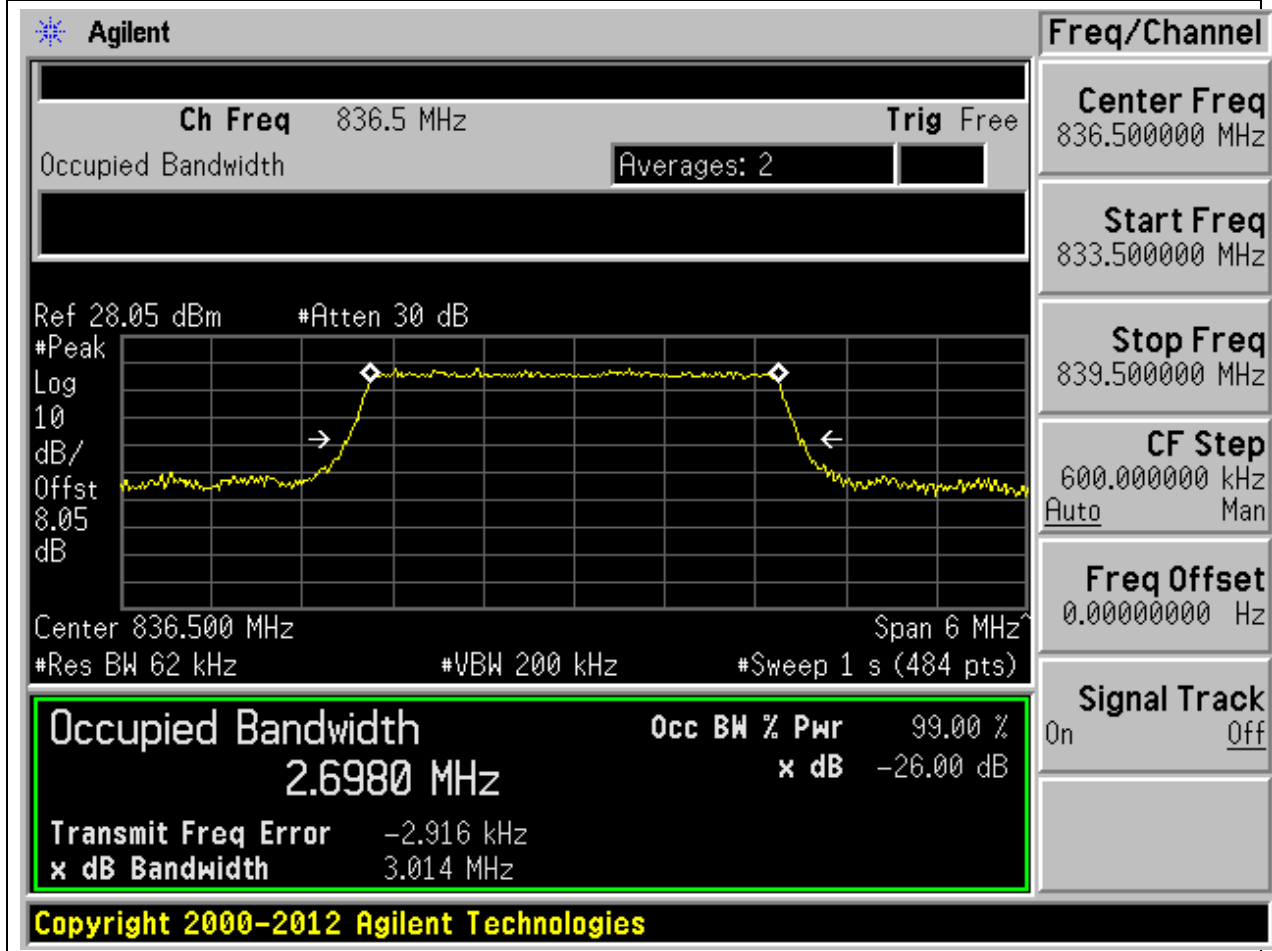 Agilent
Freq/Channel
Ch Freq 836.5 MHz Trig Free
Occupied Bandwidth Averages: 2
Ref 28.05 dBm #Atten 30 dB
#Peak
Log
10
dB/
Offst
8.05
dB
Center 836.500 MHz Span 6 MHz^
#Res BW 62 kHz #VBW 200 kHz #Sweep 1 s (484 pts)
Occupied Bandwidth Occ BW % Pwr 99.00 %
2.6980 MHz x dB -26.00 dB
Transmit Freq Error -2.916 kHz
x dB Bandwidth 3.014 MHz
Center Freq
836.500000 MHz
Start Freq
833.500000 MHz
Stop Freq
839.500000 MHz
CF Step
600.000000 kHz
Auto Man
Freq Offset
0.00000000 Hz
Signal Track
On Off
Copyright 2000-2012 Agilent Technologies